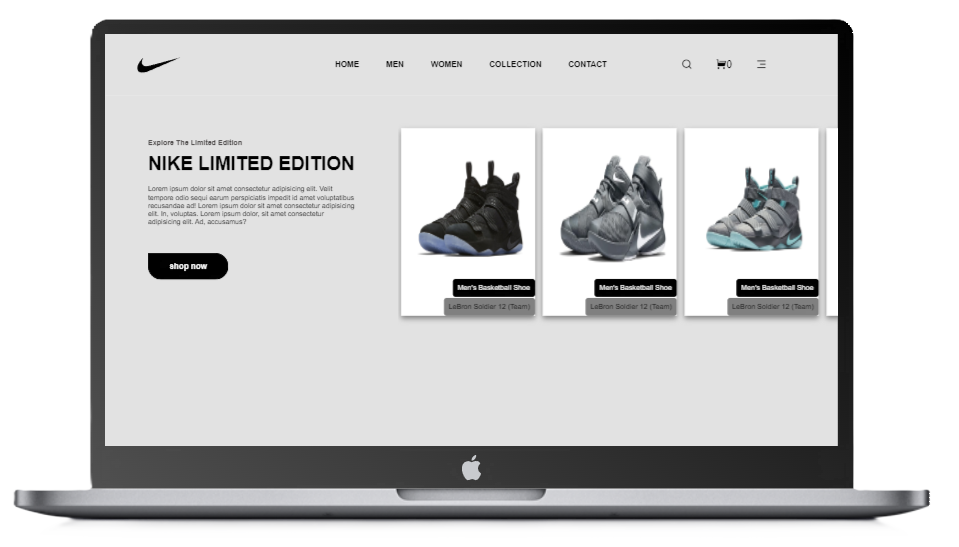 HOME MEN WOMEN COLLECTION CONTACT 0
Explore The Limited Edition
NIKE LIMITED EDITION
Lorem ipsum dolor sit amet consectetur adipisicing elit. Velit
tempore odio sequi earum perspiciatis impedit id amet voluptatibus
recusandae ad! Lorem ipsum dolor sit amet consectetur adipisicing
elit. In, voluptas. Lorem ipsum dolor, sit amet consectetur
adipisicing elit. Ad, accusamus?
shop now
Men's Basketball Shoe
LeBron Soldier 12 (Team)
Men's Basketball Shoe
LeBron Soldier 12 (Team)
Men's Basketball Shoe
LeBron Soldier 12 (Team)